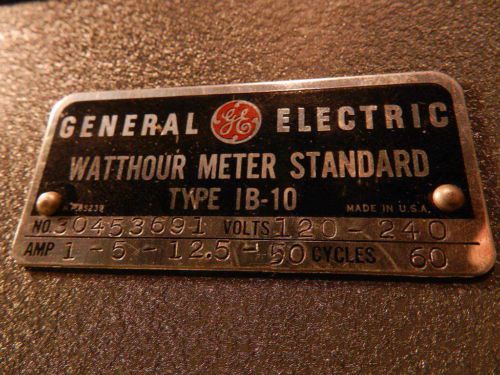 GENERAL GE ELECTRIC
WATTHOUR METER STANDARD
TYPE IB-10
MADE IN U.S.A.
NO. 30453691 VOLTS 120-240
AMP 1-5-12.5-50 CYCLES 60